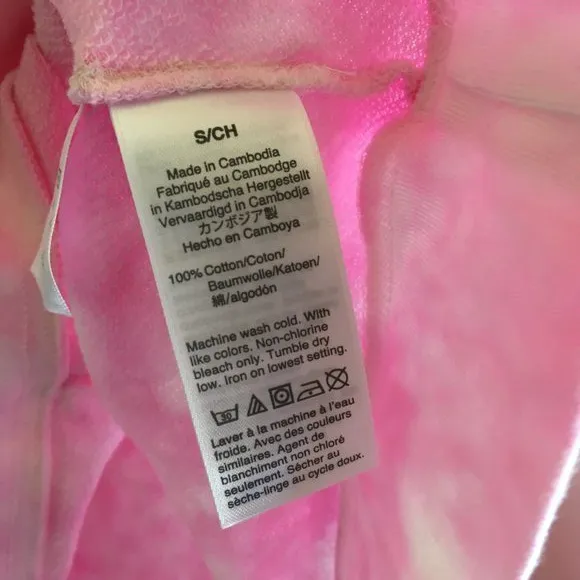 S/CH
Made in Cambodia
Fabriqué au Cambodge
in Kambodscha Hergestellt
Vervaardigd in Cambodja
カンボジア製
Hecho en Camboya
100% Cotton/Coton/
Baumwolle/Katoen/
綿/algodón
Machine wash cold. With
like colors. Non-chlorine
bleach only. Tumble dry
low. Iron on lowest setting.
30
Laver à la machine à l'eau
froide. Avec des couleurs
similaires. Agent de
blanchiment non chloré
seulement. Sécher au
sèche-linge au cycle doux.